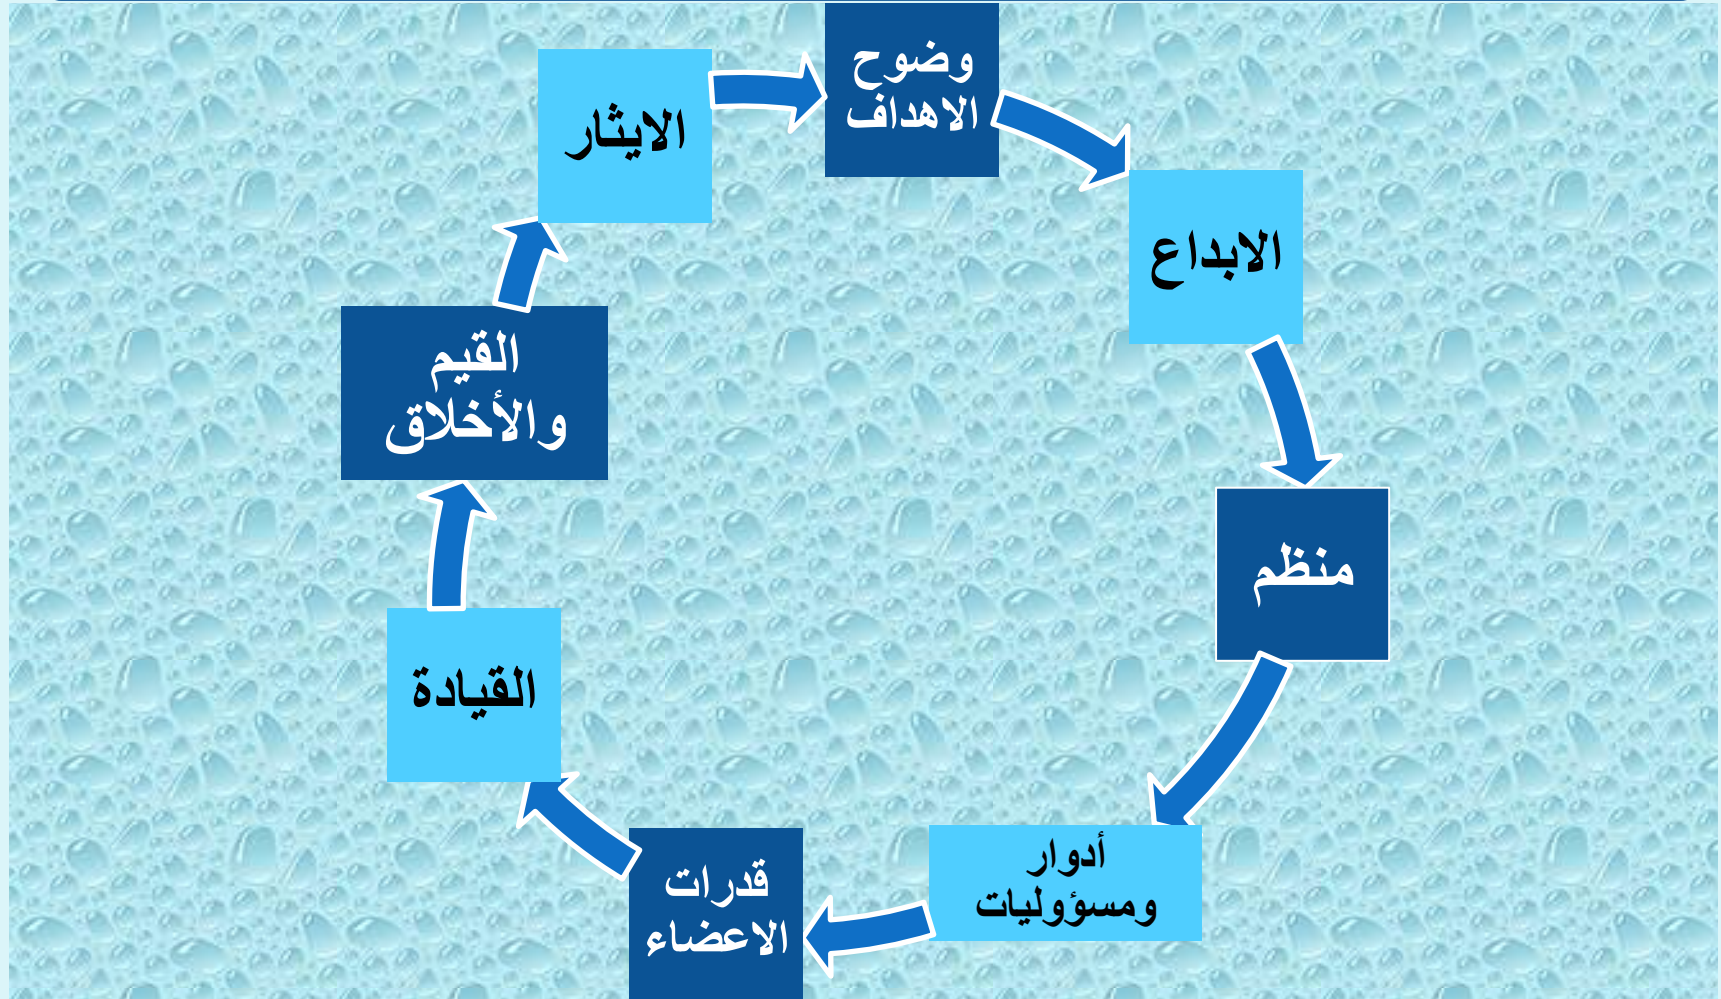 وضوح
الاهداف
الابداع
منظم
أدوار
ومسؤوليات
قدرات
الاعضاء
القيادة
القيم
والأخلاق
الايثار